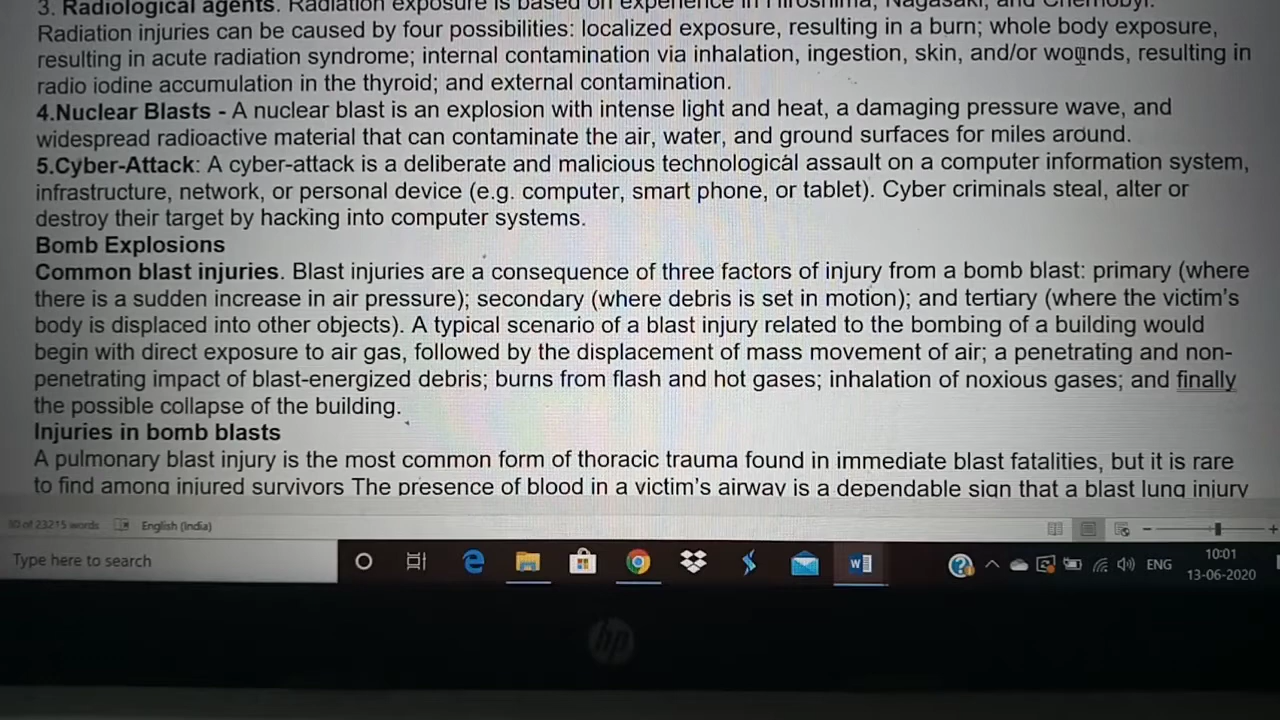 3. Radiological agents. Radiation exposure is based on experience in Hiroshima, Nagasaki, and Chernobyl.
Radiation injuries can be caused by four possibilities: localized exposure, resulting in a burn; whole body exposure,
resulting in acute radiation syndrome; internal contamination via inhalation, ingestion, skin, and/or wounds, resulting in
radio iodine accumulation in the thyroid; and external contamination.
4.Nuclear Blasts - A nuclear blast is an explosion with intense light and heat, a damaging pressure wave, and
widespread radioactive material that can contaminate the air, water, and ground surfaces for miles around.
5.Cyber-Attack: A cyber-attack is a deliberate and malicious technological assault on a computer information system,
infrastructure, network, or personal device (e.g. computer, smart phone, or tablet). Cyber criminals steal, alter or
destroy their target by hacking into computer systems.
Bomb Explosions
Common blast injuries. Blast injuries are a consequence of three factors of injury from a bomb blast: primary (where
there is a sudden increase in air pressure); secondary (where debris is set in motion); and tertiary (where the victim's
body is displaced into other objects). A typical scenario of a blast injury related to the bombing of a building would
begin with direct exposure to air gas, followed by the displacement of mass movement of air; a penetrating and non-
penetrating impact of blast-energized debris; burns from flash and hot gases; inhalation of noxious gases; and finally
the possible collapse of the building.
Injuries in bomb blasts
A pulmonary blast injury is the most common form of thoracic trauma found in immediate blast fatalities, but it is rare
to find among injured survivors The presence of blood in a victim's airway is a dependable sign that a blast lung injury
of 23215 words English (India)
Type here to search
W
ENG
10:01
13-06-2020
hp